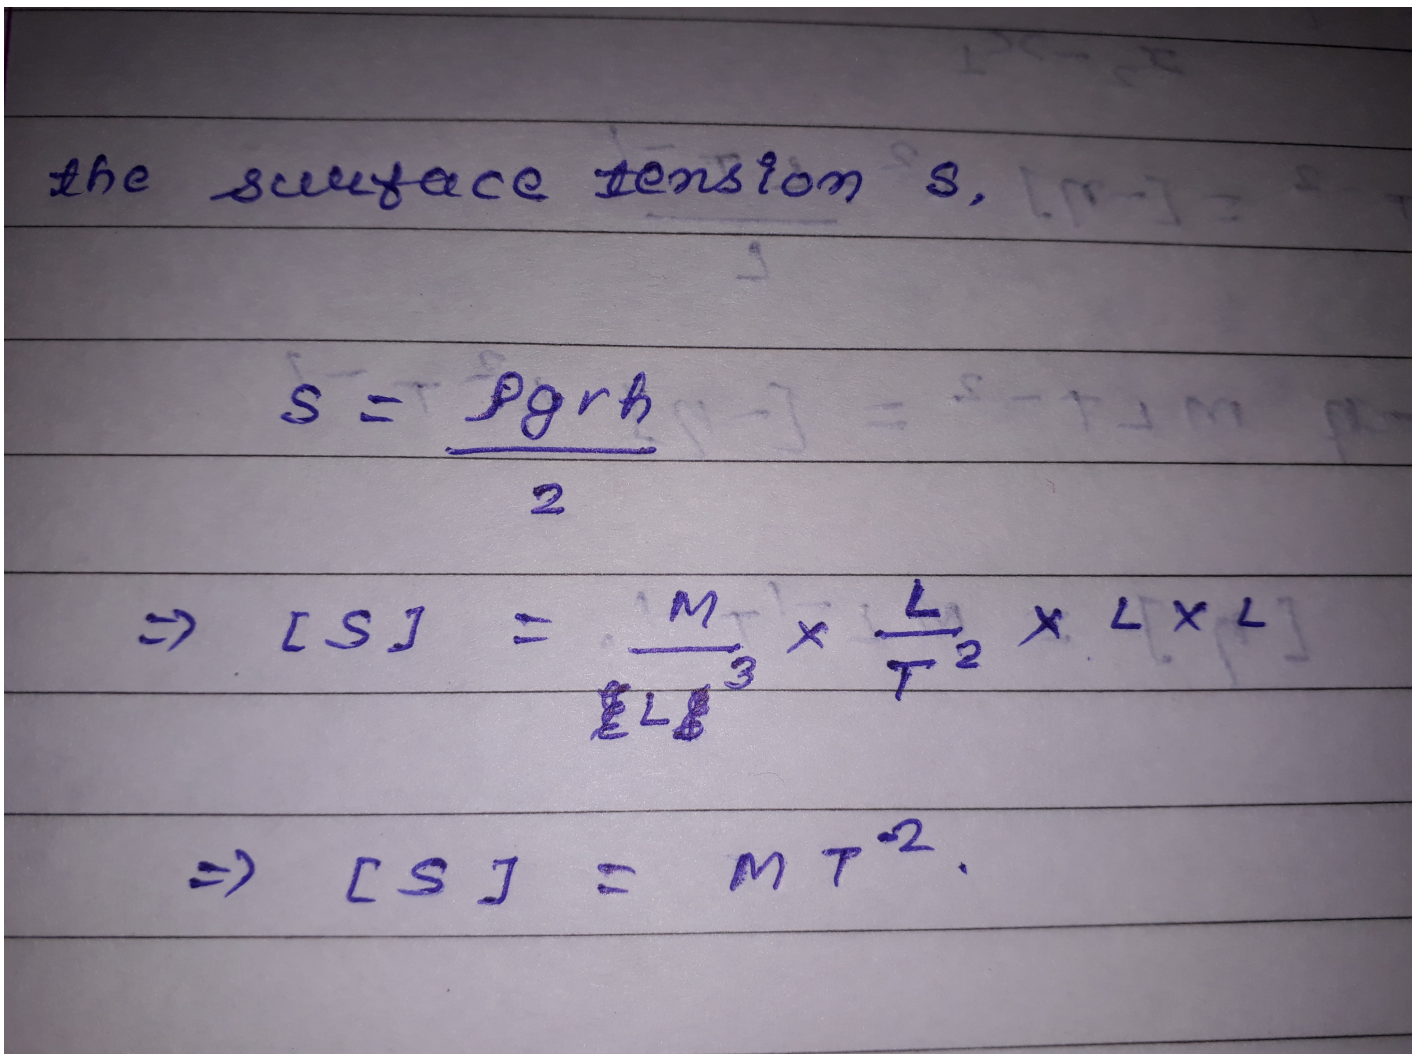 the surface tension s,
S = ρgrh
2
=> [S] = M/L³ × L/T² × L × L
=> [S] = MT⁻².